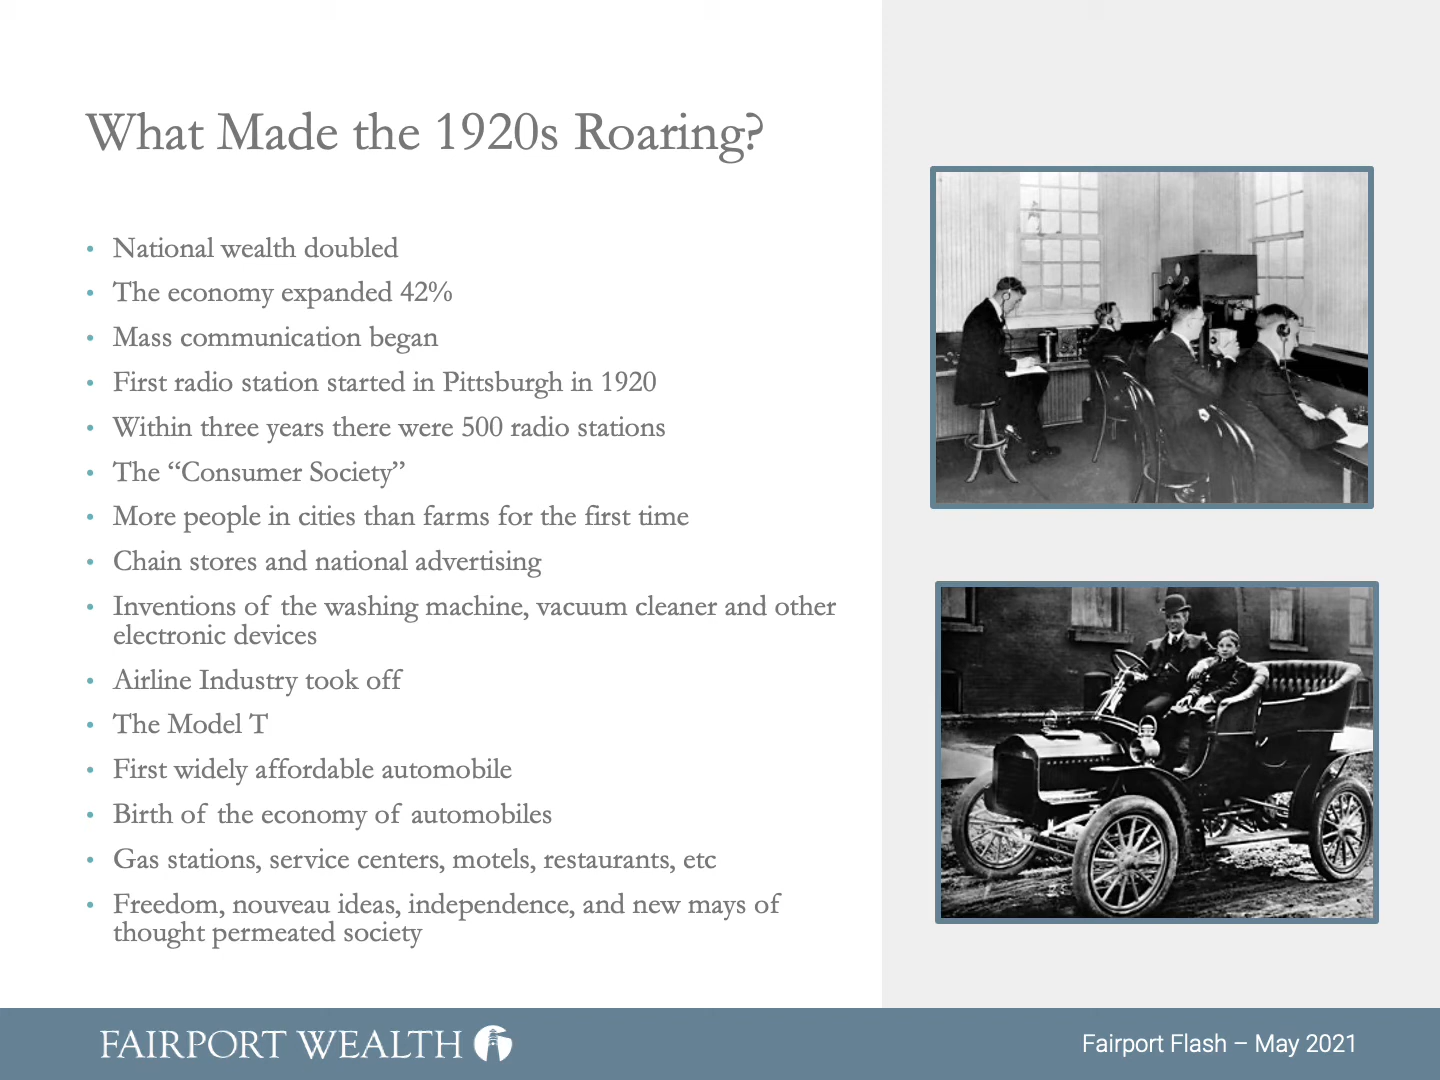 What Made the 1920s Roaring?
• National wealth doubled
• The economy expanded 42%
• Mass communication began
• First radio station started in Pittsburgh in 1920
• Within three years there were 500 radio stations
• The “Consumer Society”
• More people in cities than farms for the first time
• Chain stores and national advertising
• Inventions of the washing machine, vacuum cleaner and other
electronic devices
• Airline Industry took off
• The Model T
• First widely affordable automobile
• Birth of the economy of automobiles
• Gas stations, service centers, motels, restaurants, etc
• Freedom, nouveau ideas, independence, and new mays of
thought permeated society
FAIRPORT WEALTH
Fairport Flash – May 2021